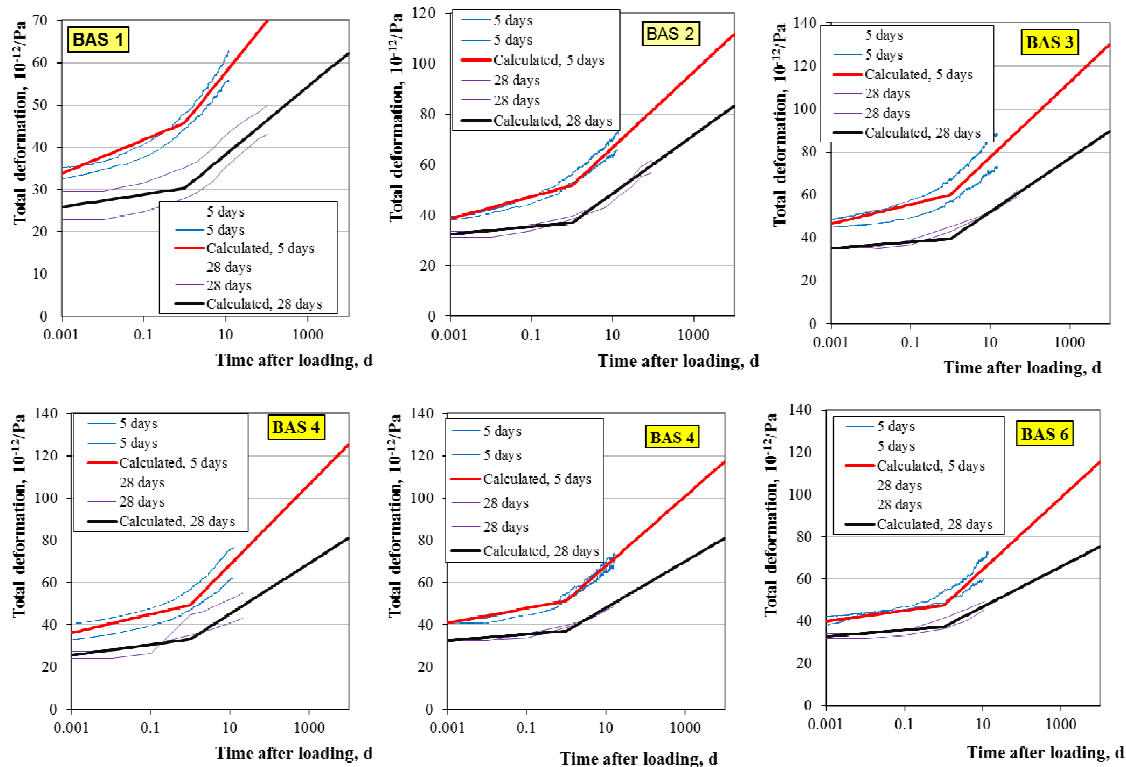 BAS 1
Total deformation, 10⁻¹²/Pa
70
60
50
40
30
20
10
0
5 days
5 days
Calculated, 5 days
28 days
28 days
Calculated, 28 days
0.001
0.1
10
1000
Time after loading, d
BAS 2
Total deformation, 10⁻¹²/Pa
120
100
80
60
40
20
0
5 days
5 days
Calculated, 5 days
28 days
28 days
Calculated, 28 days
0.001
0.1
10
1000
Time after loading, d
BAS 3
Total deformation, 10⁻¹²/Pa
140
120
100
80
60
40
20
0
5 days
5 days
Calculated, 5 days
28 days
28 days
Calculated, 28 days
0.001
0.1
10
1000
Time after loading, d
BAS 4
Total deformation, 10⁻¹²/Pa
140
120
100
80
60
40
20
0
5 days
5 days
Calculated, 5 days
28 days
28 days
Calculated, 28 days
0.001
0.1
10
1000
Time after loading, d
BAS 4
Total deformation, 10⁻¹²/Pa
140
120
100
80
60
40
20
0
5 days
5 days
Calculated, 5 days
28 days
28 days
Calculated, 28 days
0.001
0.1
10
1000
Time after loading, d
BAS 6
Total deformation, 10⁻¹²/Pa
140
120
100
80
60
40
20
0
5 days
5 days
Calculated, 5 days
28 days
28 days
Calculated, 28 days
0.001
0.1
10
1000
Time after loading, d